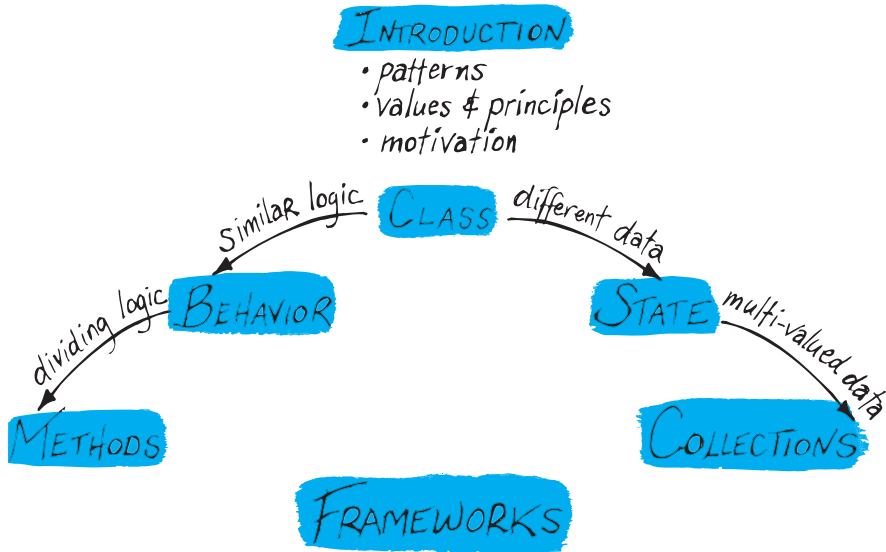 INTRODUCTION
• patterns
• values & principles
• motivation
similar logic
CLASS
different data
dividing logic
BEHAVIOR
STATE
multi-valued data
METHODS
COLLECTIONS
FRAMEWORKS